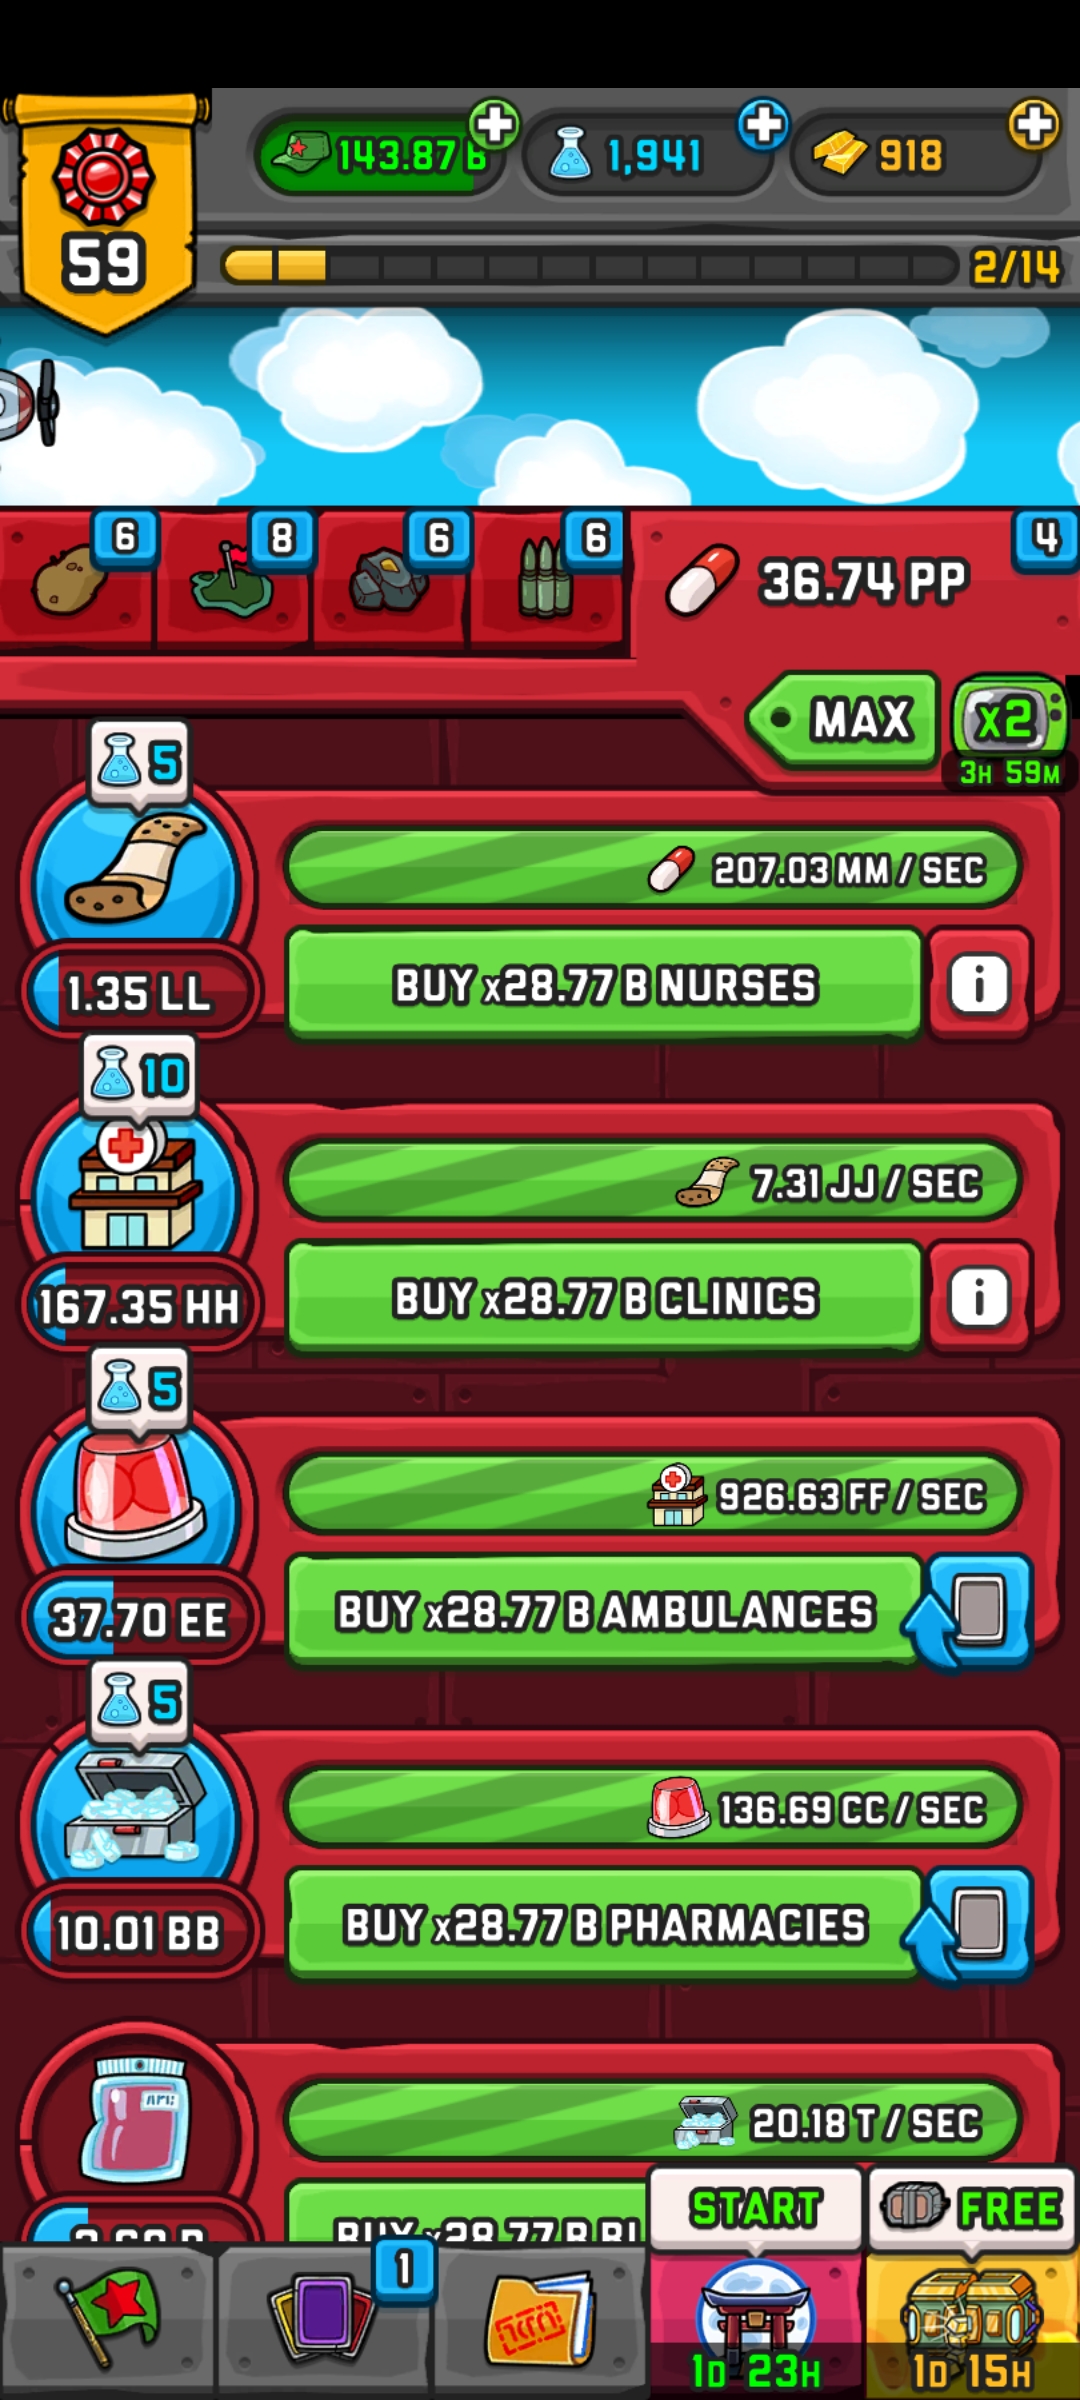 143.87 B
1,941
918
59
2/14
6
8
6
6
4
36.74 PP
MAX
x2
3H 59M
5
207.03 MM / SEC
BUY x28.77 B NURSES
i
1.35 LL
10
7.31 JJ / SEC
BUY x28.77 B CLINICS
i
167.35 HH
5
926.63 FF / SEC
BUY x28.77 B AMBULANCES
37.70 EE
5
136.69 CC / SEC
BUY x28.77 B PHARMACIES
10.01 BB
20.18 T / SEC
BUY x28.77 B
START
FREE
1
1D 23H
1D 15H